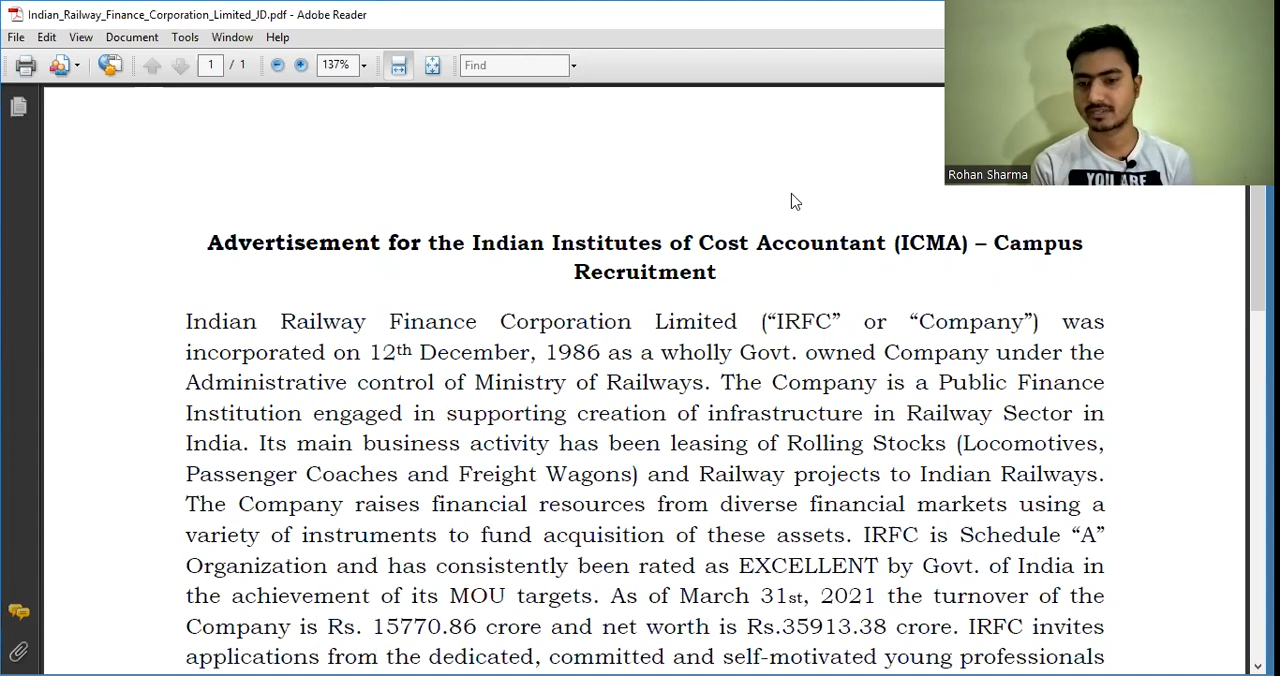 Indian_Railway_Finance_Corporation_Limited_JD.pdf - Adobe Reader
File Edit View Document Tools Window Help
1 / 1 137% Find
Rohan Sharma
YOU ARE
Advertisement for the Indian Institutes of Cost Accountant (ICMA) – Campus
Recruitment
Indian Railway Finance Corporation Limited (“IRFC” or “Company”) was
incorporated on 12th December, 1986 as a wholly Govt. owned Company under the
Administrative control of Ministry of Railways. The Company is a Public Finance
Institution engaged in supporting creation of infrastructure in Railway Sector in
India. Its main business activity has been leasing of Rolling Stocks (Locomotives,
Passenger Coaches and Freight Wagons) and Railway projects to Indian Railways.
The Company raises financial resources from diverse financial markets using a
variety of instruments to fund acquisition of these assets. IRFC is Schedule “A”
Organization and has consistently been rated as EXCELLENT by Govt. of India in
the achievement of its MOU targets. As of March 31st, 2021 the turnover of the
Company is Rs. 15770.86 crore and net worth is Rs.35913.38 crore. IRFC invites
applications from the dedicated, committed and self-motivated young professionals